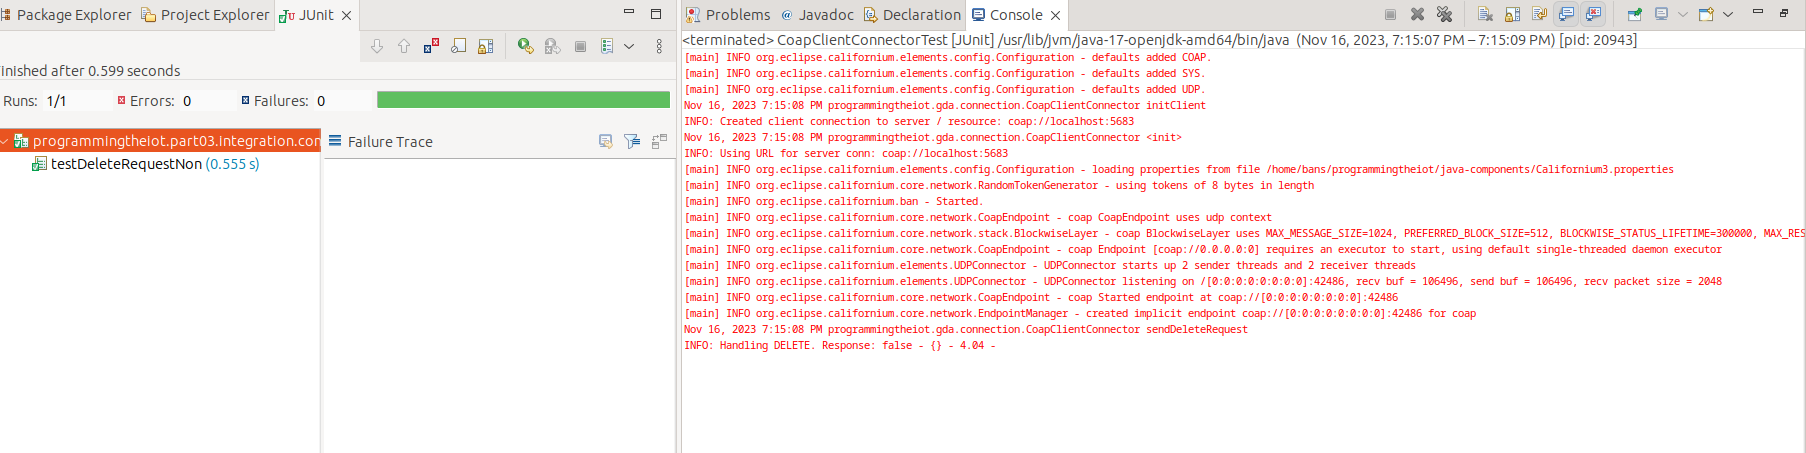 Package Explorer Project Explorer JUnit
inished after 0.599 seconds
Runs: 1/1 Errors: 0 Failures: 0
programmingtheiot.part03.integration.con
testDeleteRequestNon (0.555 s)
Failure Trace
Problems Javadoc Declaration Console
<terminated> CoapClientConnectorTest [JUnit] /usr/lib/jvm/java-17-openjdk-amd64/bin/java (Nov 16, 2023, 7:15:07 PM – 7:15:09 PM) [pid: 20943]
[main] INFO org.eclipse.californium.elements.config.Configuration - defaults added COAP.
[main] INFO org.eclipse.californium.elements.config.Configuration - defaults added SYS.
[main] INFO org.eclipse.californium.elements.config.Configuration - defaults added UDP.
Nov 16, 2023 7:15:08 PM programmingtheiot.gda.connection.CoapClientConnector initClient
INFO: Created client connection to server / resource: coap://localhost:5683
Nov 16, 2023 7:15:08 PM programmingtheiot.gda.connection.CoapClientConnector <init>
INFO: Using URL for server conn: coap://localhost:5683
[main] INFO org.eclipse.californium.elements.config.Configuration - loading properties from file /home/bans/programmingtheiot/java-components/Californium3.properties
[main] INFO org.eclipse.californium.core.network.RandomTokenGenerator - using tokens of 8 bytes in length
[main] INFO org.eclipse.californium.ban - Started.
[main] INFO org.eclipse.californium.core.network.CoapEndpoint - coap CoapEndpoint uses udp context
[main] INFO org.eclipse.californium.core.network.stack.BlockwiseLayer - coap BlockwiseLayer uses MAX_MESSAGE_SIZE=1024, PREFERRED_BLOCK_SIZE=512, BLOCKWISE_STATUS_LIFETIME=300000, MAX_RES
[main] INFO org.eclipse.californium.core.network.CoapEndpoint - coap Endpoint [coap://0.0.0.0:0] requires an executor to start, using default single-threaded daemon executor
[main] INFO org.eclipse.californium.elements.UDPConnector - UDPConnector starts up 2 sender threads and 2 receiver threads
[main] INFO org.eclipse.californium.elements.UDPConnector - UDPConnector listening on /[0:0:0:0:0:0:0:0]:42486, recv buf = 106496, send buf = 106496, recv packet size = 2048
[main] INFO org.eclipse.californium.core.network.CoapEndpoint - coap Started endpoint at coap://[0:0:0:0:0:0:0:0]:42486
[main] INFO org.eclipse.californium.core.network.EndpointManager - created implicit endpoint coap://[0:0:0:0:0:0:0:0]:42486 for coap
Nov 16, 2023 7:15:08 PM programmingtheiot.gda.connection.CoapClientConnector sendDeleteRequest
INFO: Handling DELETE. Response: false - {} - 4.04 -